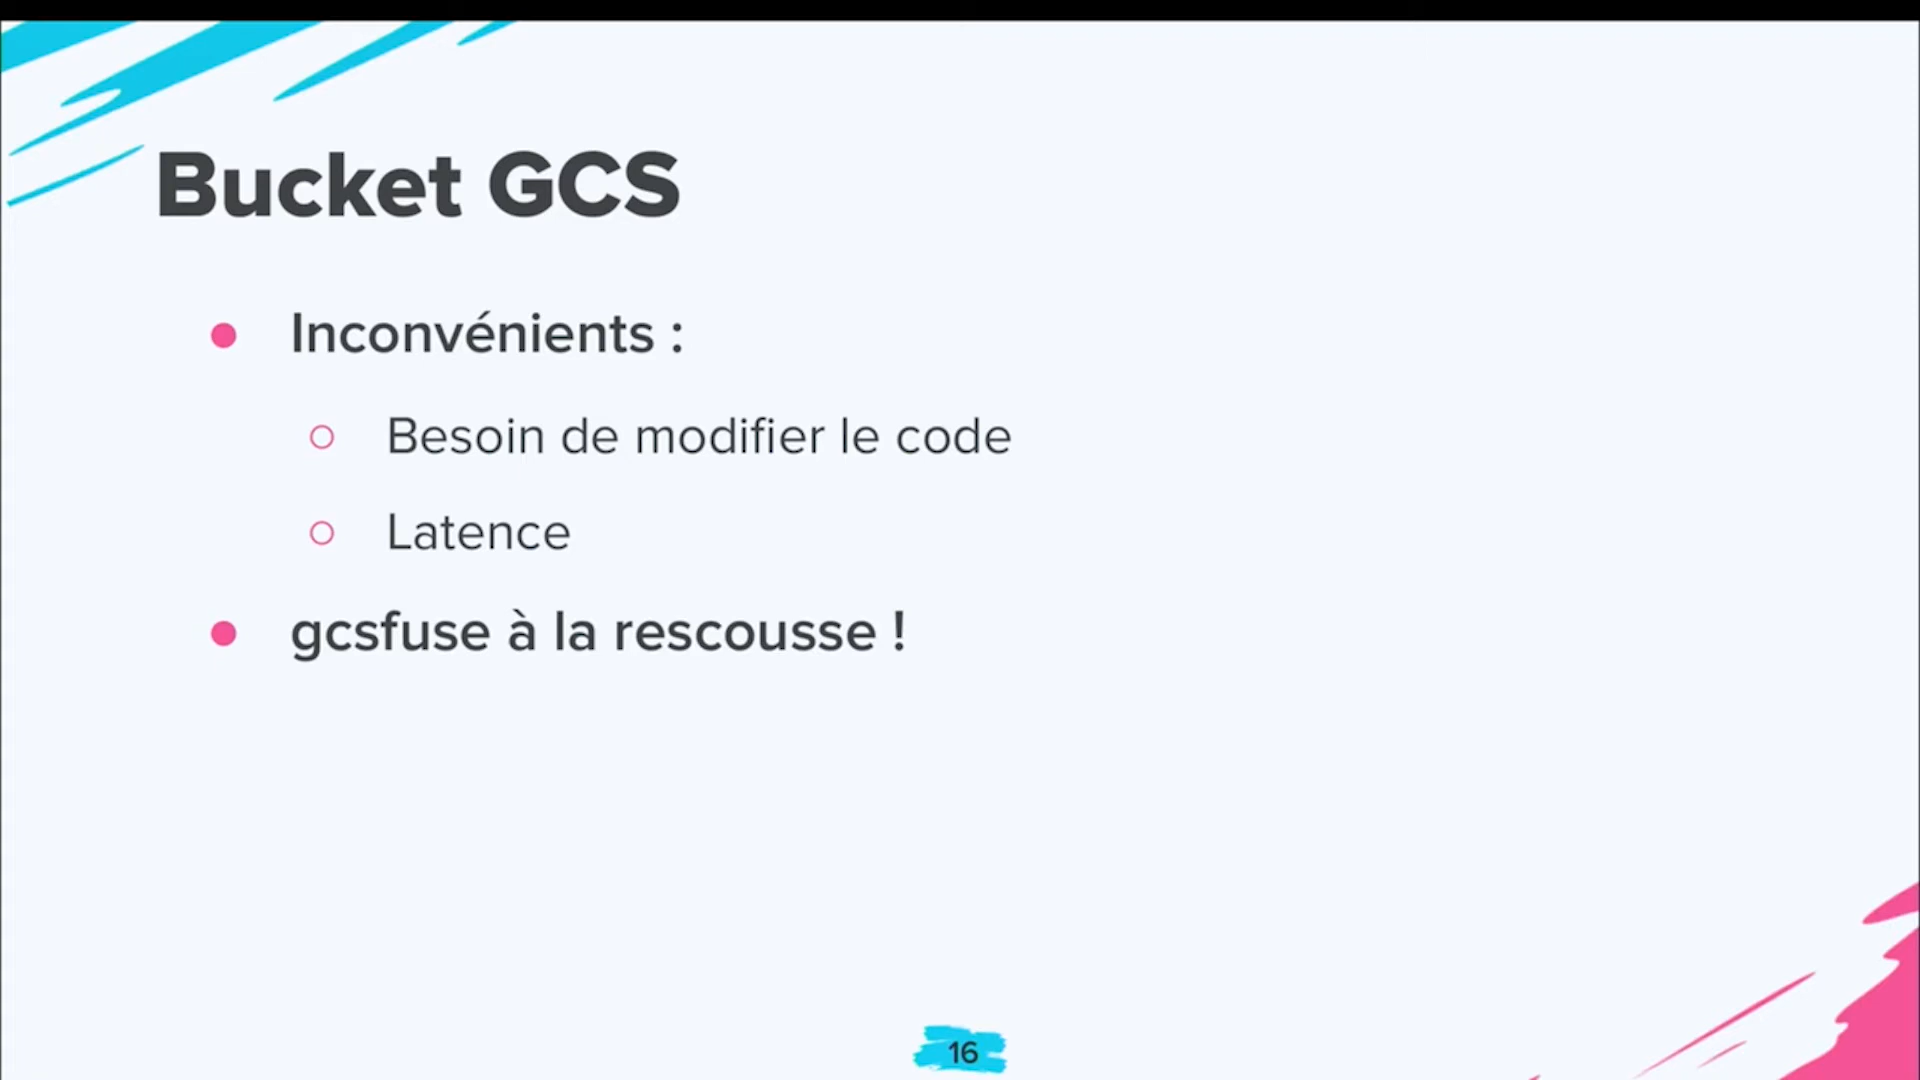 Bucket GCS
Inconvénients :
Besoin de modifier le code
Latence
gcsfuse à la rescousse !
16